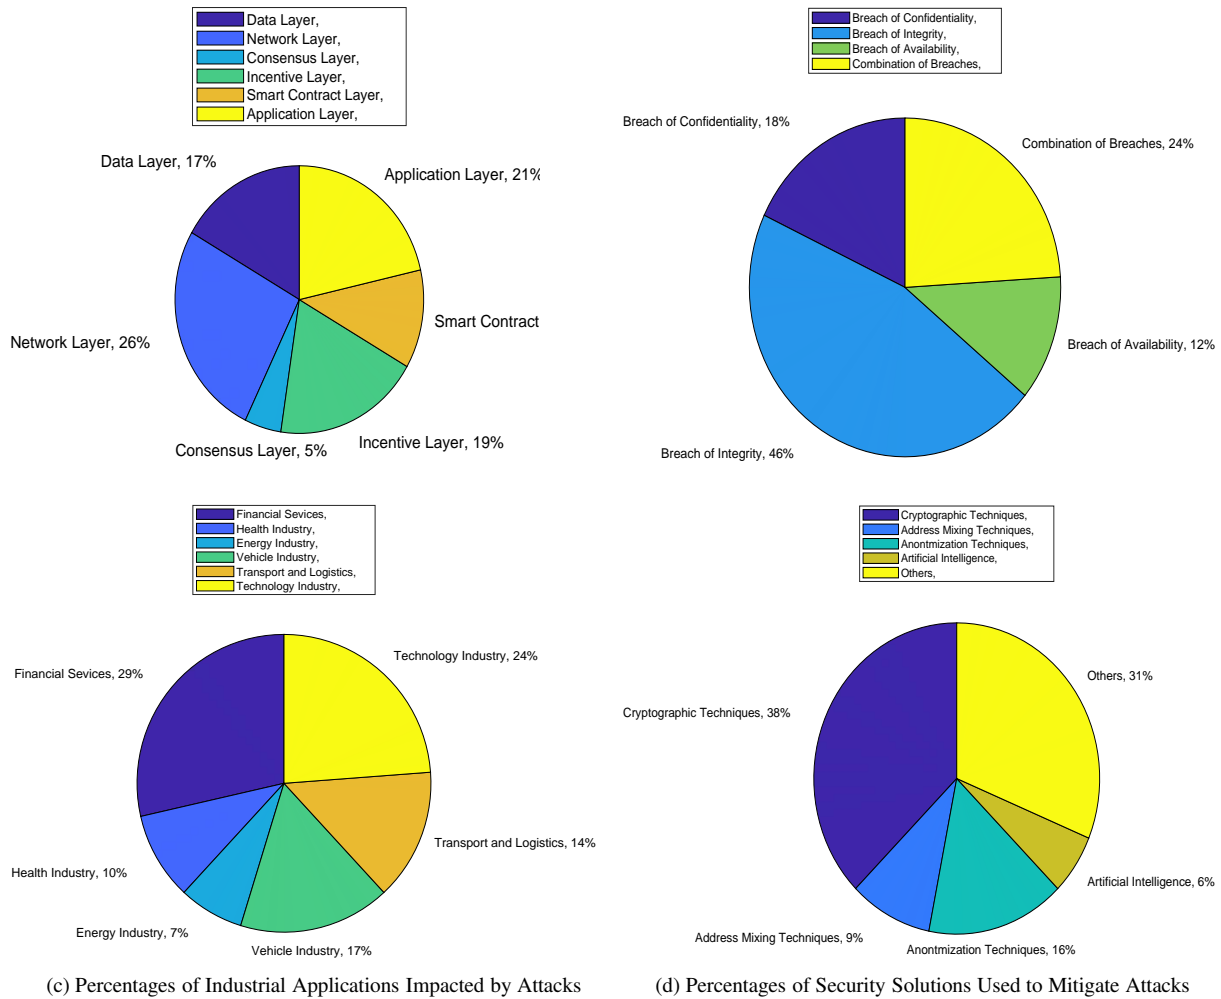 Data Layer,
Network Layer,
Consensus Layer,
Incentive Layer,
Smart Contract Layer,
Application Layer,
Data Layer, 17%
Application Layer, 21%
Smart Contract
Network Layer, 26%
Incentive Layer, 19%
Consensus Layer, 5%
Breach of Confidentiality,
Breach of Integrity,
Breach of Availability,
Combination of Breaches,
Breach of Confidentiality, 18%
Combination of Breaches, 24%
Breach of Availability, 12%
Breach of Integrity, 46%
Financial Sevices,
Health Industry,
Energy Industry,
Vehicle Industry,
Transport and Logistics,
Technology Industry,
Technology Industry, 24%
Financial Sevices, 29%
Transport and Logistics, 14%
Health Industry, 10%
Energy Industry, 7%
Vehicle Industry, 17%
(c) Percentages of Industrial Applications Impacted by Attacks
Cryptographic Techniques,
Address Mixing Techniques,
Anontmization Techniques,
Artificial Intelligence,
Others,
Others, 31%
Cryptographic Techniques, 38%
Artificial Intelligence, 6%
Address Mixing Techniques, 9%
Anontmization Techniques, 16%
(d) Percentages of Security Solutions Used to Mitigate Attacks